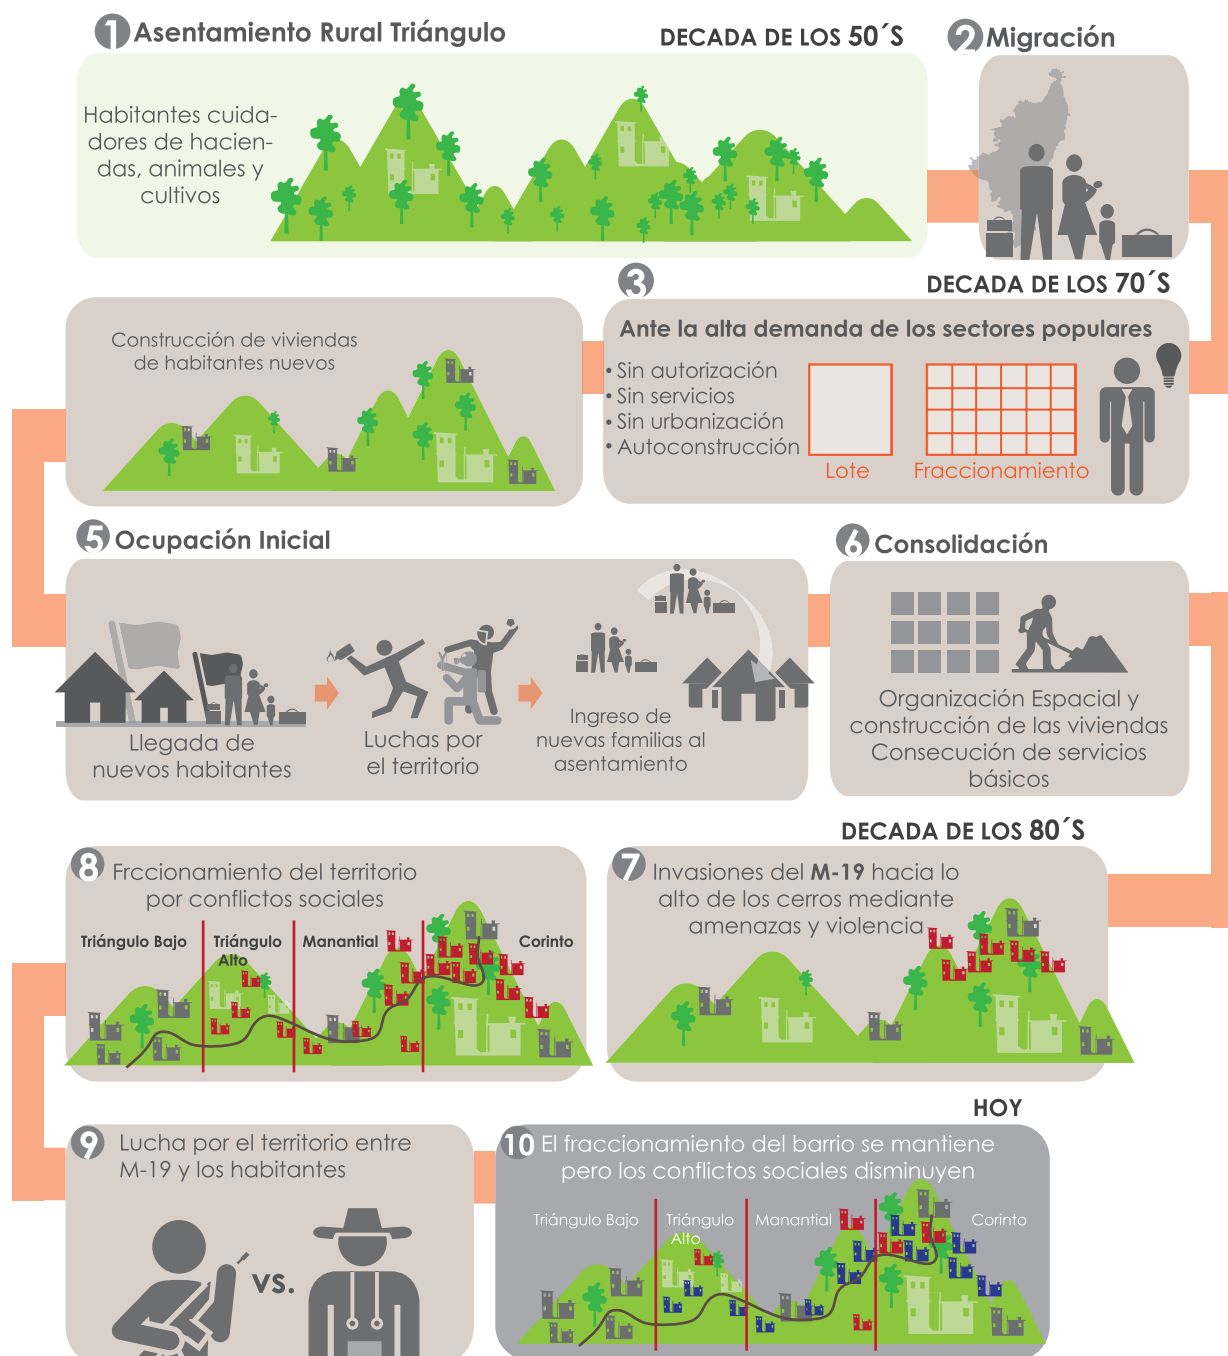 1 Asentamiento Rural Triángulo
DECADA DE LOS 50´S
Habitantes cuida-
dores de hacien-
das, animales y
cultivos
2 Migración
3
DECADA DE LOS 70´S
Ante la alta demanda de los sectores populares
• Sin autorización
• Sin servicios
• Sin urbanización
• Autoconstrucción
Lote
Fraccionamiento
Construcción de viviendas
de habitantes nuevos
5 Ocupación Inicial
Llegada de
nuevos habitantes
Luchas por
el territorio
Ingreso de
nuevas familias al
asentamiento
6 Consolidación
Organización Espacial y
construcción de las viviendas
Consecución de servicios
básicos
DECADA DE LOS 80´S
7 Invasiones del M-19 hacia lo
alto de los cerros mediante
amenazas y violencia
8 Frccionamiento del territorio
por conflictos sociales
Triángulo Bajo
Triángulo
Alto
Manantial
Corinto
9 Lucha por el territorio entre
M-19 y los habitantes
vs.
HOY
10 El fraccionamiento del barrio se mantiene
pero los conflictos sociales disminuyen
Triángulo Bajo
Triángulo
Alto
Manantial
Corinto